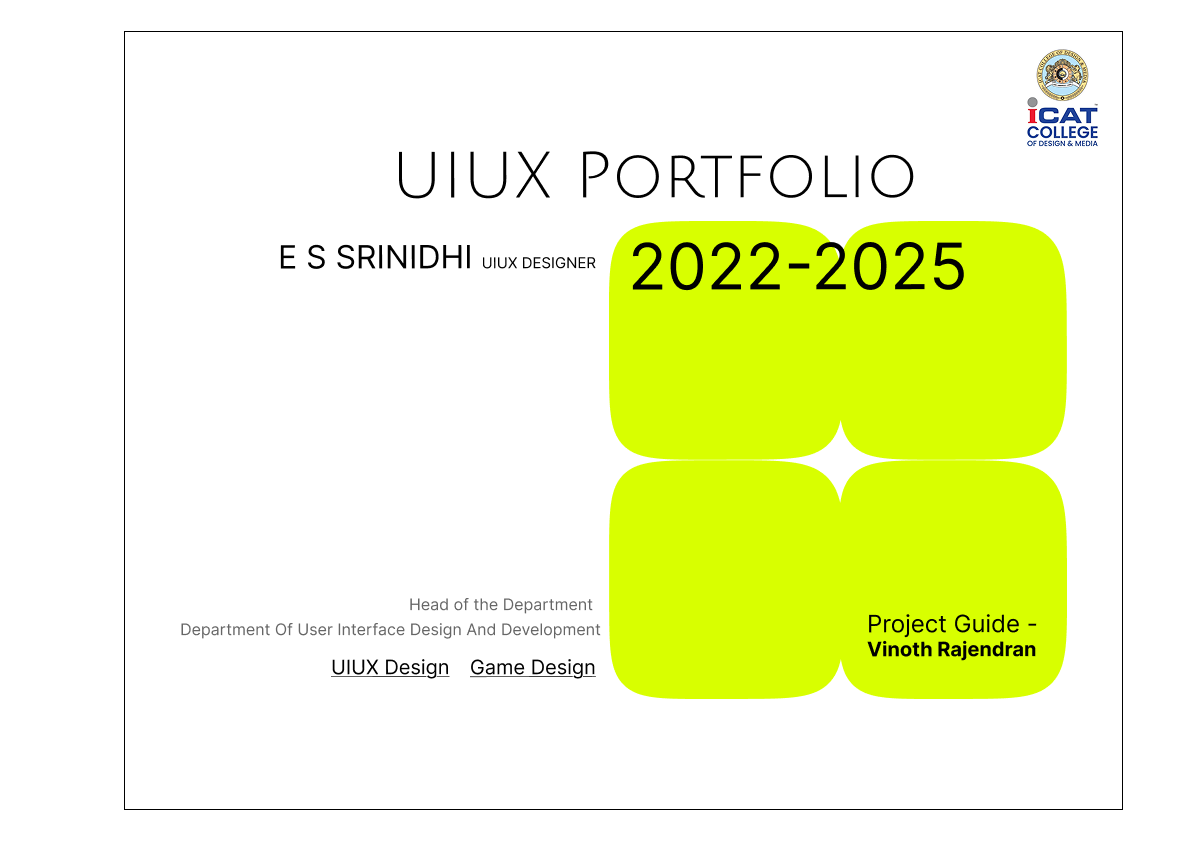 iCAT
COLLEGE
OF DESIGN & MEDIA
UIUX PORTFOLIO
E S SRINIDHI UIUX DESIGNER
2022-2025
Head of the Department
Department Of User Interface Design And Development
UIUX Design Game Design
Project Guide -
Vinoth Rajendran